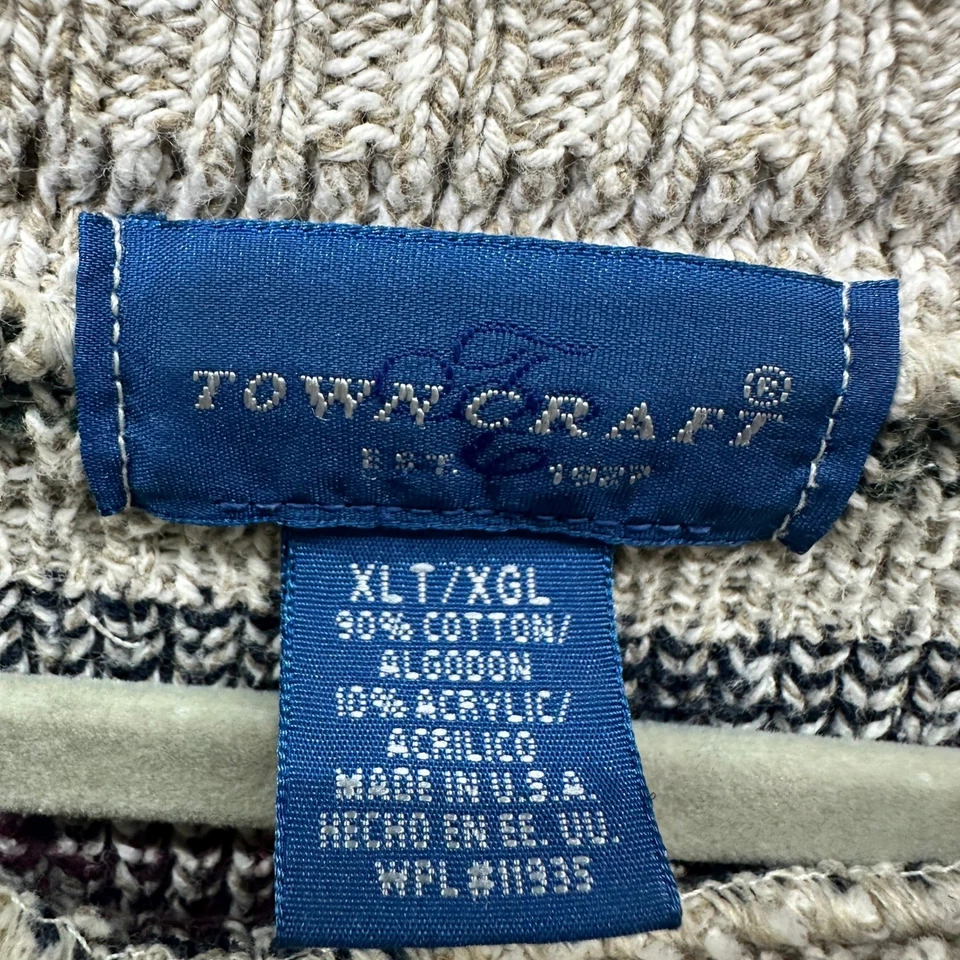 TOWNCRAFT®
EST. 1927
XLT/XGL
90% COTTON/
ALGODON
10% ACRYLIC/
ACRILICO
MADE IN U.S.A.
HECHO EN EE. UU.
WPL #11935